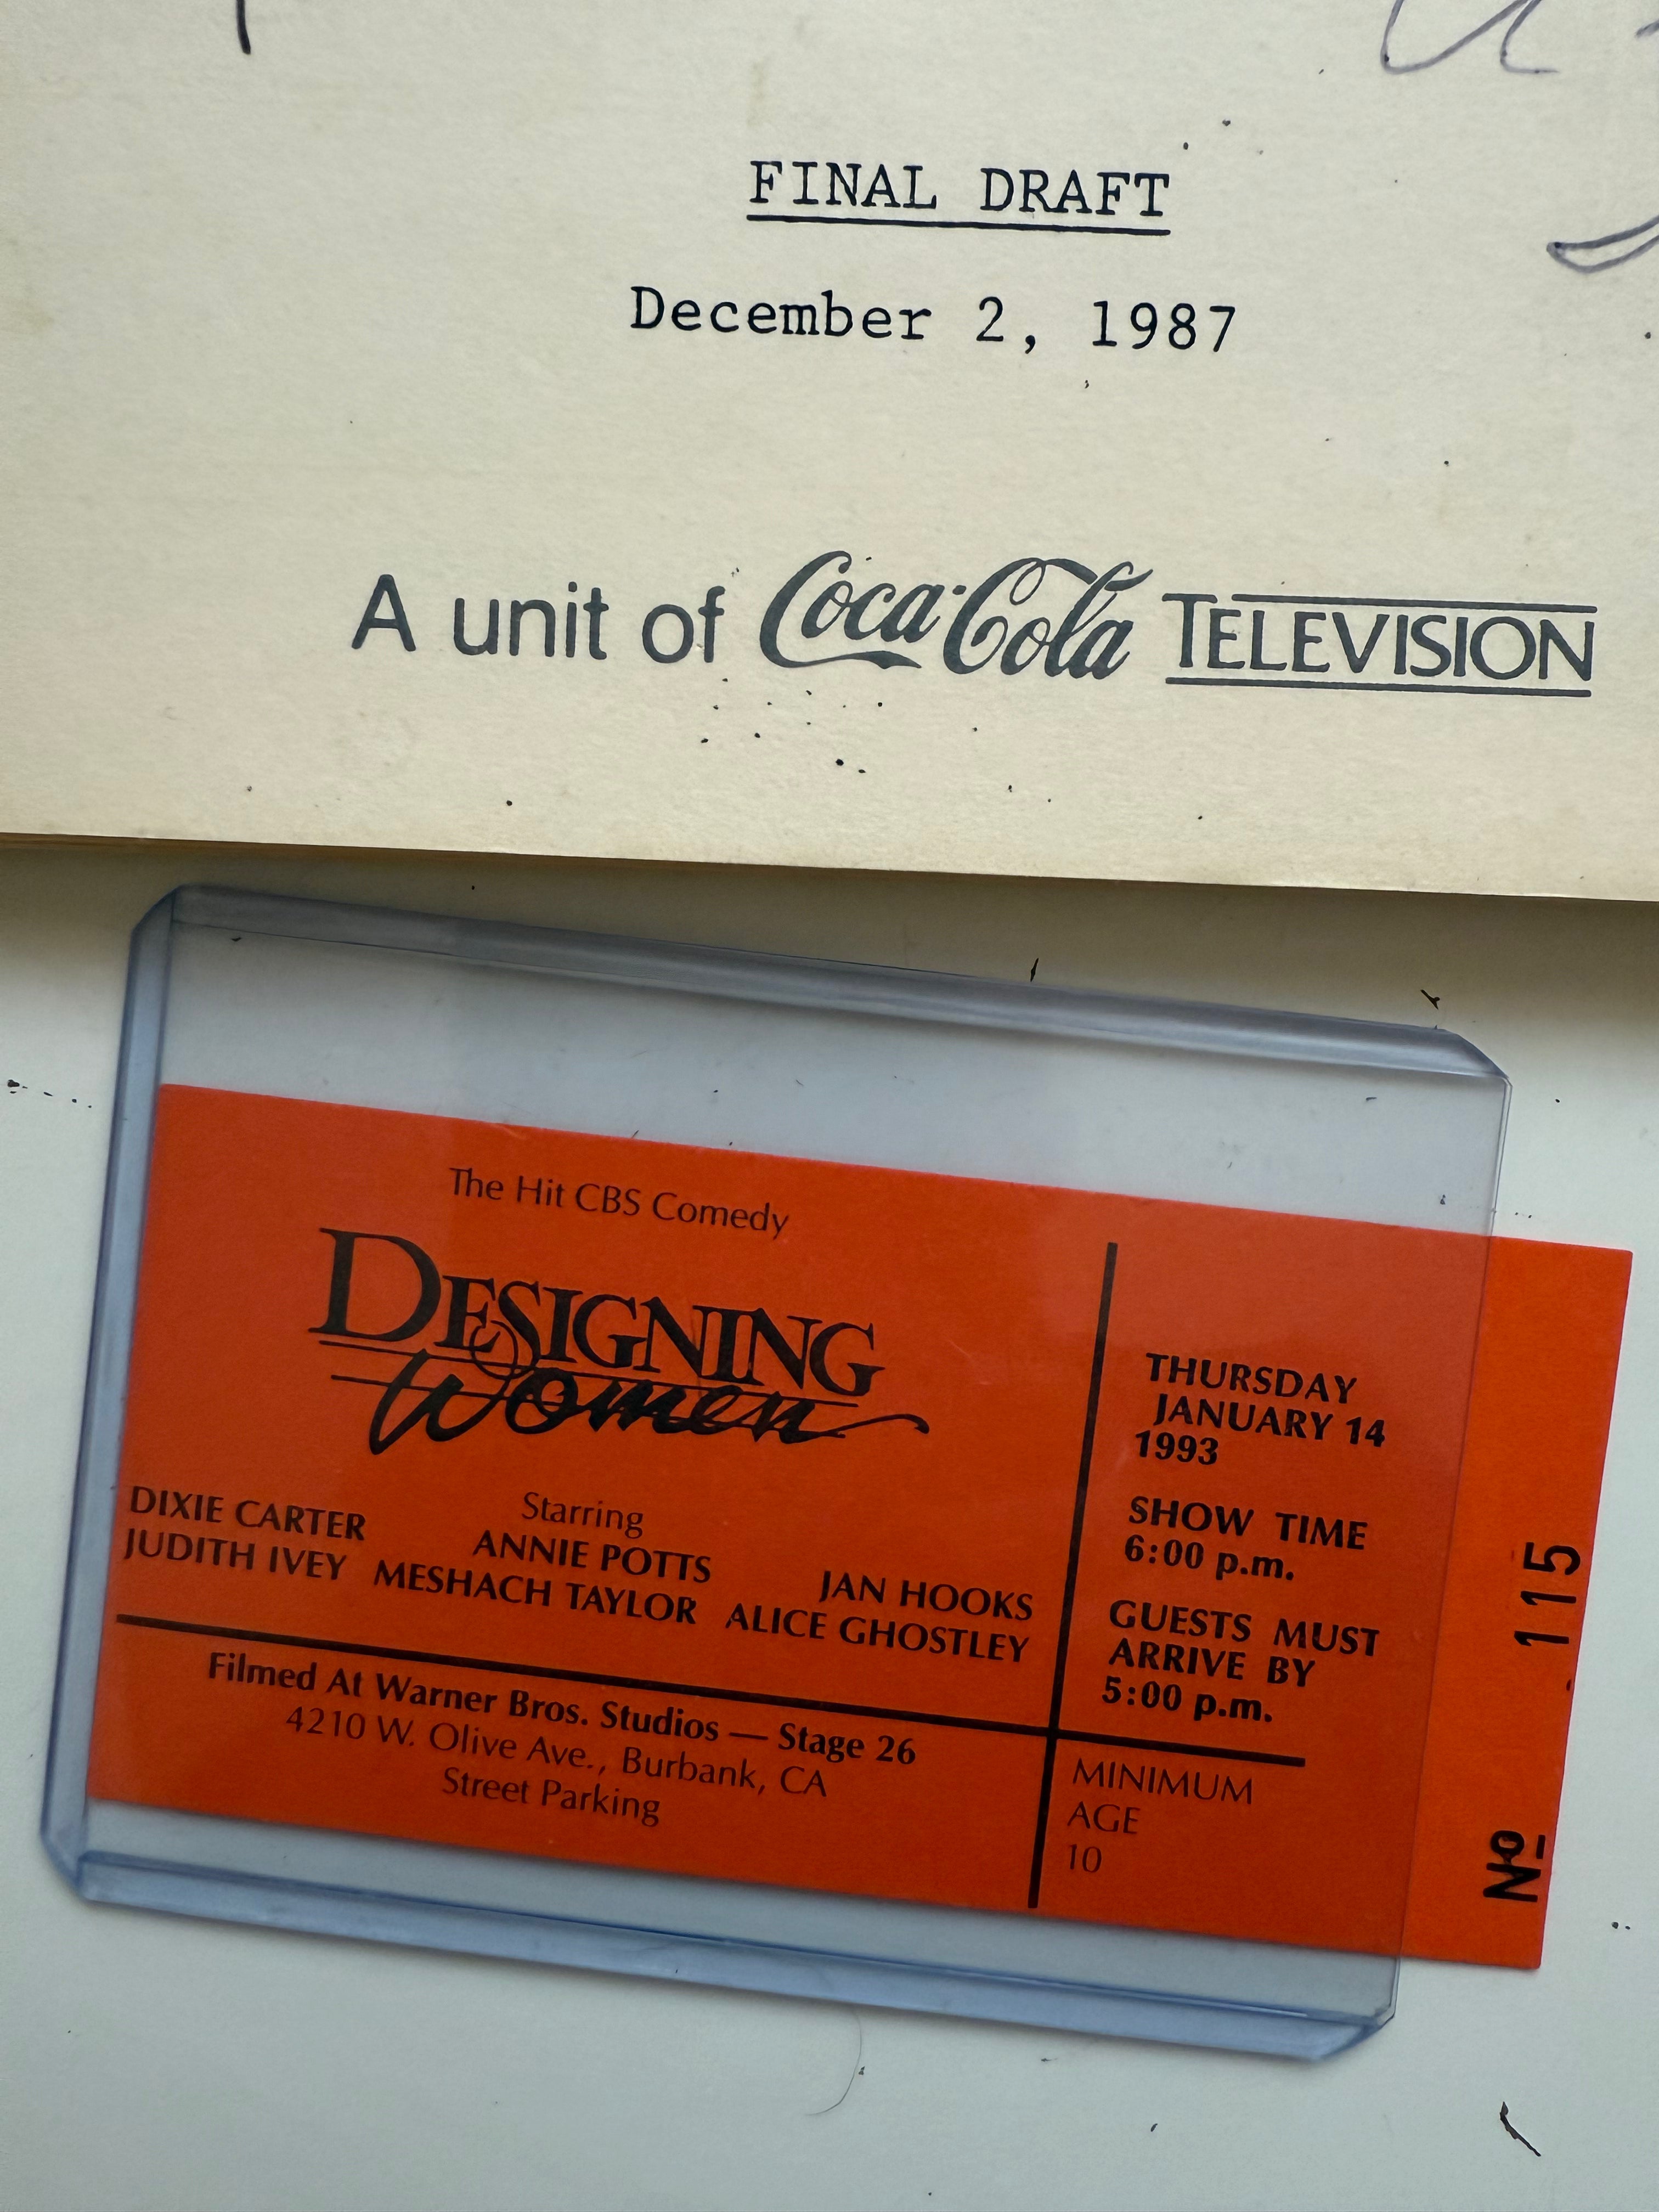 FINAL DRAFT
December 2, 1987
A unit of Coca-Cola TELEVISION
The Hit CBS Comedy
DESIGNING
Women
Starring
DIXIE CARTER ANNIE POTTS JAN HOOKS
JUDITH IVEY MESHACH TAYLOR ALICE GHOSTLEY
Filmed At Warner Bros. Studios — Stage 26
4210 W. Olive Ave., Burbank, CA
Street Parking
THURSDAY
JANUARY 14
1993
SHOW TIME
6:00 p.m.
GUESTS MUST
ARRIVE BY
5:00 p.m.
MINIMUM
AGE
10
Nº 115